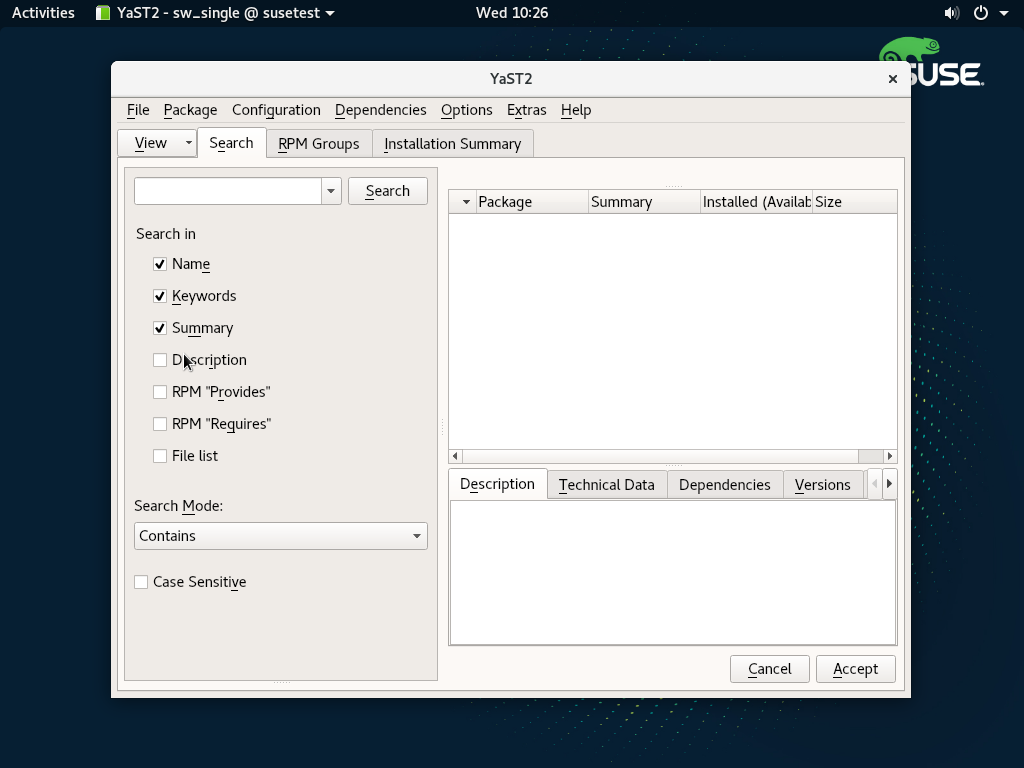 Activities
YaST2 - sw_single @ susetest
Wed 10:26
SUSE
YaST2
File Package Configuration Dependencies Options Extras Help
View Search RPM Groups Installation Summary
Search
Search in
Name
Keywords
Summary
Description
RPM "Provides"
RPM "Requires"
File list
Search Mode:
Contains
Case Sensitive
Package Summary Installed (Availab Size
Description Technical Data Dependencies Versions
Cancel Accept